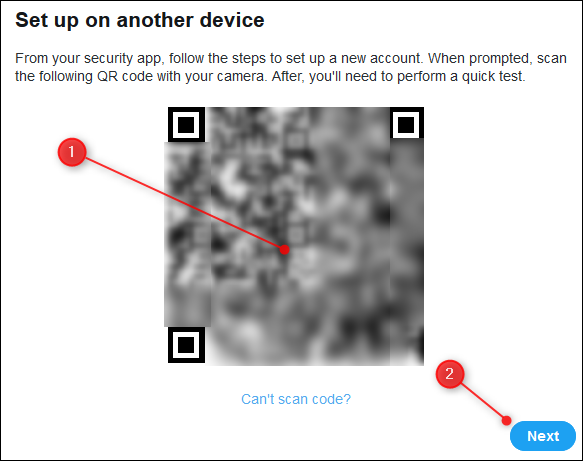 Set up on another device
From your security app, follow the steps to set up a new account. When prompted, scan
the following QR code with your camera. After, you'll need to perform a quick test.
1
2
Can't scan code?
Next